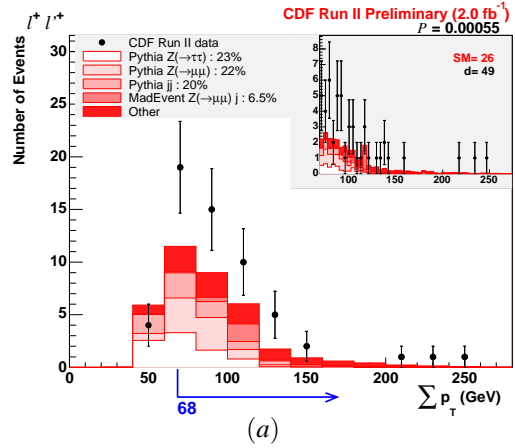 CDF Run II Preliminary (2.0 fb⁻¹)
l⁺ l'⁺
P = 0.00055
CDF Run II data
Pythia Z(→ττ) : 23%
Pythia Z(→μμ) : 22%
Pythia jj : 20%
MadEvent Z(→μμ) j : 6.5%
Other
SM= 26
d= 49
8
7
6
5
4
3
2
1
0
100 150 200 250
Number of Events
30
25
20
15
10
5
0
0 50 100 150 200 250
68
∑ p_T (GeV)
(a)